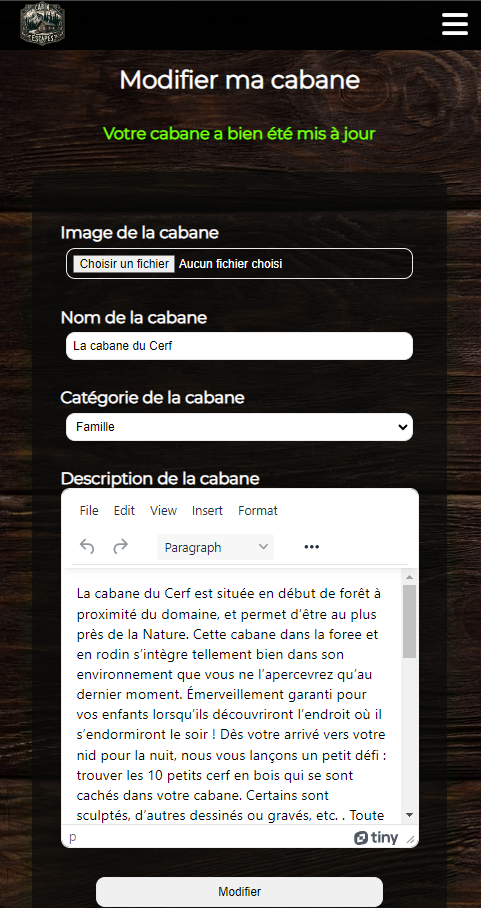 CABIN
ESCAPES
Modifier ma cabane
Votre cabane a bien été mis à jour
Image de la cabane
Choisir un fichier Aucun fichier choisi
Nom de la cabane
La cabane du Cerf
Catégorie de la cabane
Famille
Description de la cabane
File Edit View Insert Format
Paragraph
La cabane du Cerf est située en début de forêt à
proximité du domaine, et permet d’être au plus
près de la Nature. Cette cabane dans la foree et
en rodin s’intègre tellement bien dans son
environnement que vous ne l’apercevrez qu’au
dernier moment. Émerveillement garanti pour
vos enfants lorsqu’ils découvriront l’endroit où il
s’endormiront le soir ! Dès votre arrivé vers votre
nid pour la nuit, nous vous lançons un petit défi :
trouver les 10 petits cerf en bois qui se sont
cachés dans votre cabane. Certains sont
sculptés, d’autres dessinés ou gravés, etc. . Toute
p tiny
Modifier